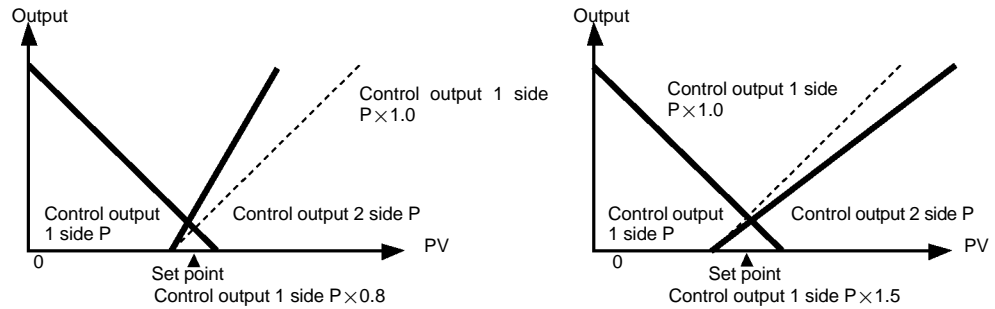 Output
Control output 1 side
P×1.0
Control output
1 side P
Control output 2 side P
PV
0
Set point
Control output 1 side P×0.8
Output
Control output 1 side
P×1.0
Control output
1 side P
Control output 2 side P
PV
0
Set point
Control output 1 side P×1.5